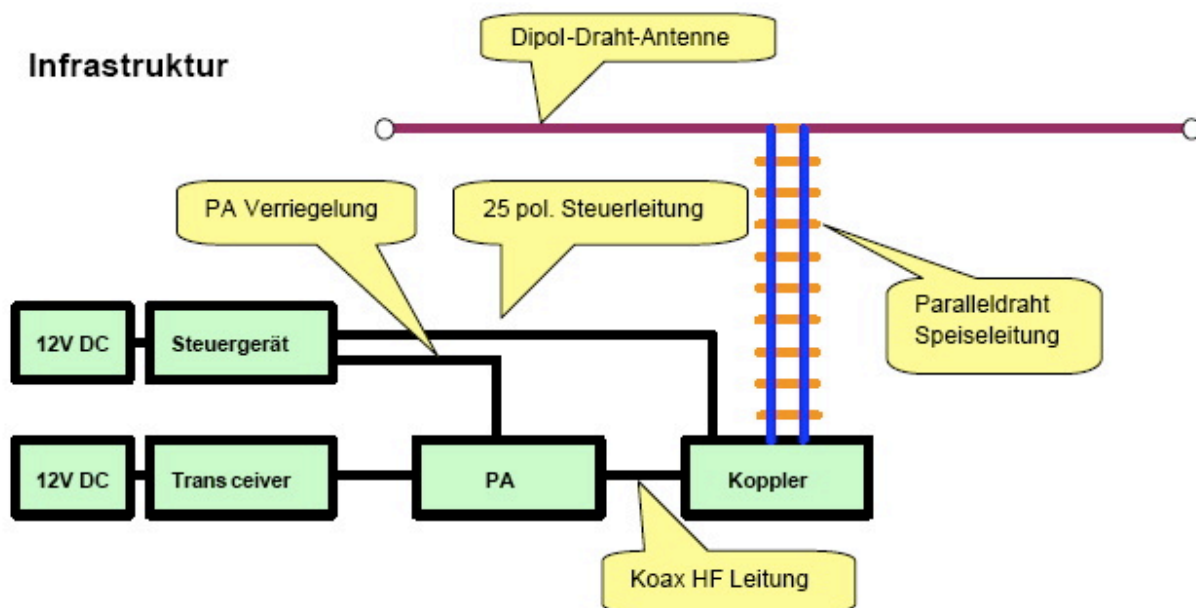 Infrastruktur
Dipol-Draht-Antenne
PA Verriegelung
25 pol. Steuerleitung
Paralleldraht
Speiseleitung
12V DC
Steuergerät
12V DC
Trans ceiver
PA
Koppler
Koax HF Leitung